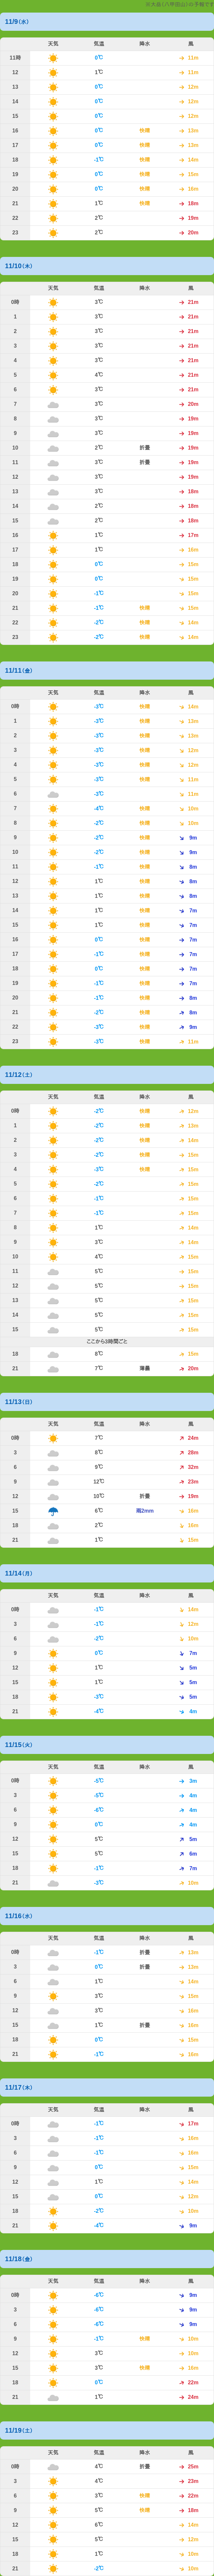 の大岳（八甲田山）の予報です
11/9（水）
天気 気温 降水 風
11時 0℃ 11m
12 1℃ 11m
13 0℃ 12m
14 0℃ 12m
15 0℃ 12m
16 0℃ 快晴 13m
17 0℃ 快晴 13m
18 -1℃ 快晴 14m
19 0℃ 快晴 15m
20 0℃ 快晴 16m
21 1℃ 快晴 18m
22 2℃ 19m
23 2℃ 20m
11/10（木）
天気 気温 降水 風
0時 3℃ 21m
1 3℃ 21m
2 3℃ 21m
3 3℃ 21m
4 3℃ 21m
5 4℃ 21m
6 3℃ 21m
7 3℃ 20m
8 3℃ 19m
9 3℃ 19m
10 2℃ 折曇 19m
11 3℃ 折曇 19m
12 3℃ 19m
13 3℃ 18m
14 2℃ 18m
15 2℃ 18m
16 1℃ 17m
17 1℃ 16m
18 0℃ 15m
19 0℃ 15m
20 -1℃ 15m
21 -1℃ 快晴 15m
22 -2℃ 快晴 14m
23 -2℃ 快晴 14m
11/11（金）
天気 気温 降水 風
0時 -3℃ 快晴 14m
1 -3℃ 快晴 13m
2 -3℃ 快晴 13m
3 -3℃ 快晴 12m
4 -3℃ 快晴 12m
5 -3℃ 快晴 11m
6 -3℃ 11m
7 -4℃ 快晴 10m
8 -2℃ 快晴 10m
9 -2℃ 快晴 9m
10 -2℃ 快晴 9m
11 -1℃ 快晴 8m
12 1℃ 快晴 8m
13 1℃ 快晴 8m
14 1℃ 快晴 7m
15 1℃ 快晴 7m
16 0℃ 快晴 7m
17 -1℃ 快晴 7m
18 0℃ 快晴 7m
19 -1℃ 快晴 7m
20 -1℃ 快晴 8m
21 -2℃ 快晴 8m
22 -3℃ 快晴 9m
23 -3℃ 快晴 11m
11/12（土）
天気 気温 降水 風
0時 -2℃ 快晴 12m
1 -2℃ 快晴 13m
2 -2℃ 快晴 14m
3 -2℃ 快晴 15m
4 -3℃ 快晴 15m
5 -2℃ 15m
6 -1℃ 15m
7 -1℃ 15m
8 1℃ 14m
9 3℃ 14m
10 4℃ 15m
11 5℃ 15m
12 5℃ 15m
13 5℃ 15m
14 5℃ 15m
15 5℃ 15m
ここから3時間ごと
18 8℃ 15m
21 7℃ 薄曇 20m
11/13（日）
天気 気温 降水 風
0時 7℃ 24m
3 8℃ 28m
6 9℃ 32m
9 12℃ 23m
12 10℃ 折曇 19m
15 6℃ 雨2mm 16m
18 2℃ 16m
21 1℃ 15m
11/14（月）
天気 気温 降水 風
0時 -1℃ 14m
3 -1℃ 12m
6 -2℃ 10m
9 0℃ 7m
12 1℃ 5m
15 1℃ 5m
18 -3℃ 5m
21 -4℃ 4m
11/15（火）
天気 気温 降水 風
0時 -5℃ 3m
3 -5℃ 4m
6 -6℃ 4m
9 0℃ 4m
12 5℃ 5m
15 5℃ 6m
18 -1℃ 7m
21 -3℃ 10m
11/16（水）
天気 気温 降水 風
0時 -1℃ 折曇 13m
3 0℃ 折曇 13m
6 1℃ 14m
9 3℃ 15m
12 3℃ 16m
15 1℃ 折曇 16m
18 0℃ 15m
21 -1℃ 16m
11/17（木）
天気 気温 降水 風
0時 -1℃ 17m
3 -1℃ 16m
6 -1℃ 16m
9 0℃ 15m
12 1℃ 14m
15 0℃ 12m
18 -2℃ 10m
21 -4℃ 9m
11/18（金）
天気 気温 降水 風
0時 -6℃ 9m
3 -6℃ 9m
6 -6℃ 9m
9 -1℃ 快晴 10m
12 3℃ 10m
15 3℃ 快晴 16m
18 0℃ 22m
21 1℃ 24m
11/19（土）
天気 気温 降水 風
0時 4℃ 折曇 25m
3 4℃ 23m
6 3℃ 快晴 22m
9 5℃ 快晴 18m
12 6℃ 14m
15 5℃ 12m
18 1℃ 10m
21 -2℃ 10m